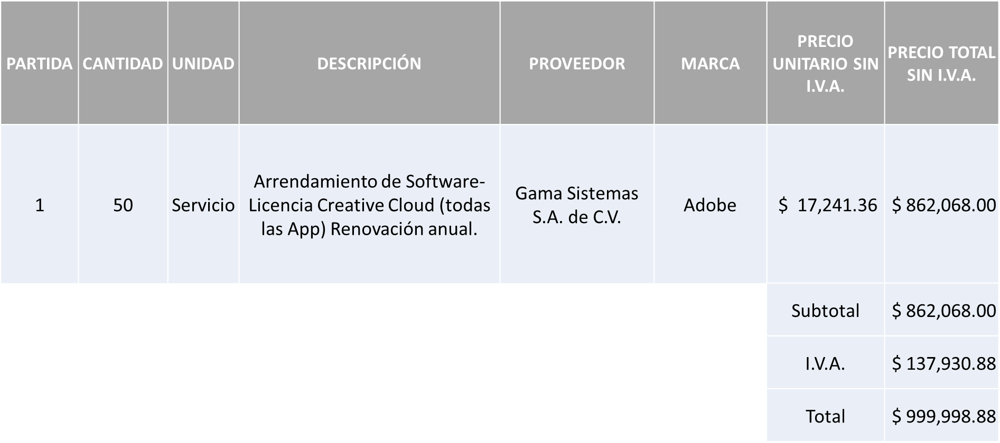 PARTIDA CANTIDAD UNIDAD DESCRIPCIÓN PROVEEDOR MARCA PRECIO UNITARIO SIN I.V.A. PRECIO TOTAL SIN I.V.A.
1 50 Servicio Arrendamiento de Software-
Licencia Creative Cloud (todas
las App) Renovación anual.
Gama Sistemas
S.A. de C.V.
Adobe $ 17,241.36 $ 862,068.00
Subtotal $ 862,068.00
I.V.A. $ 137,930.88
Total $ 999,998.88